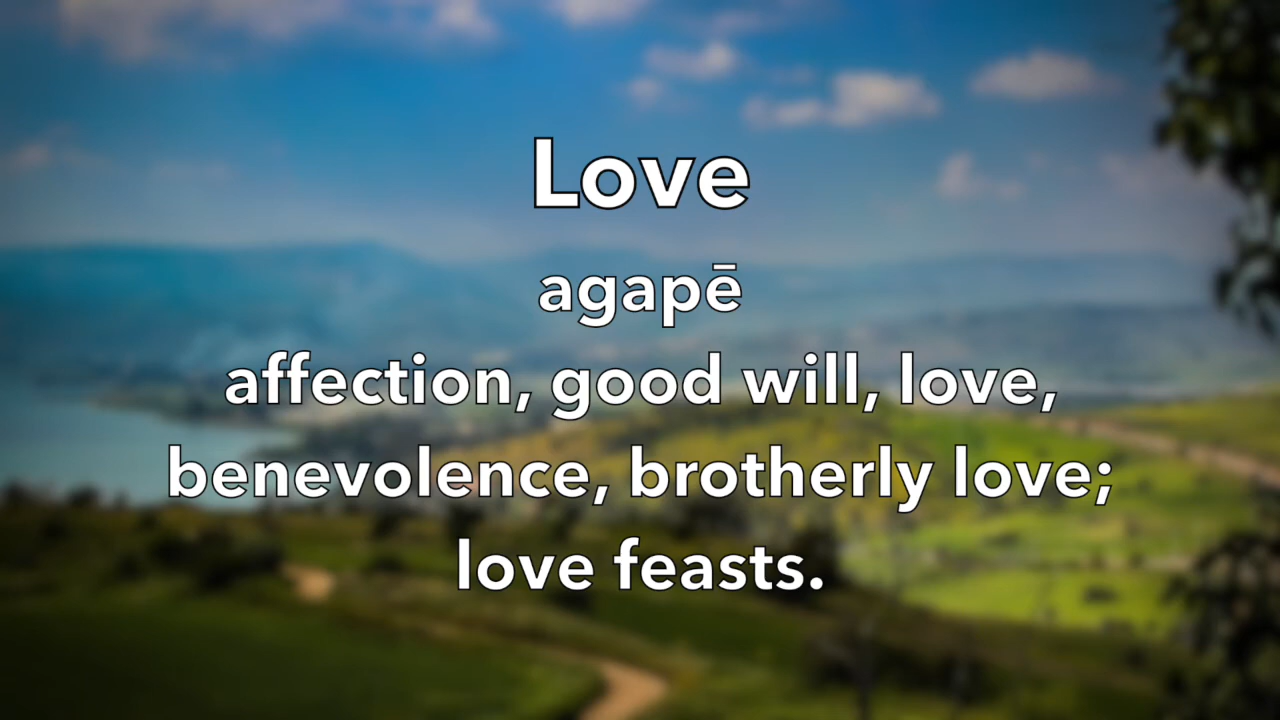 Love
agapē
affection, good will, love,
benevolence, brotherly love;
love feasts.